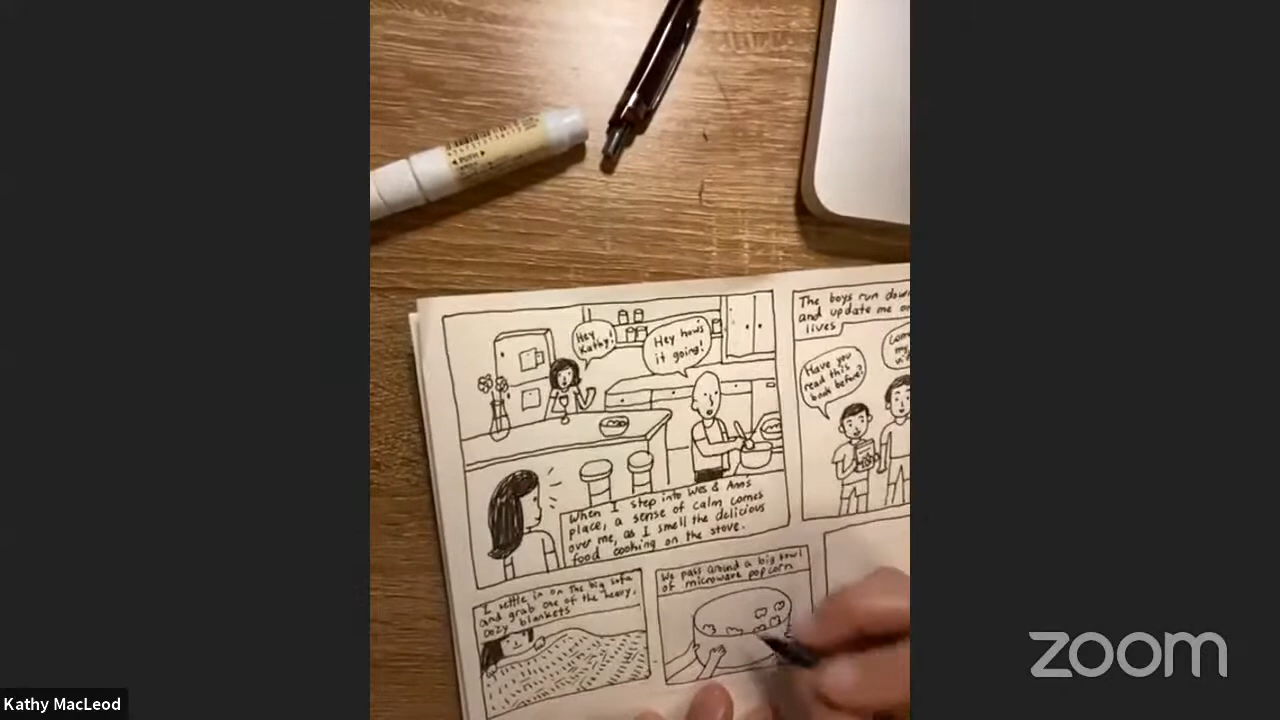 PUSH
Hey
Kathy!
Hey how's
it going!
When I step into Wes & Ann's
place, a sense of calm comes
over me, as I smell the delicious
food cooking on the stove.
The boys run down
and update me on
lives
Have you
read this
book before?
my
I settle in on the big sofa
and grab one of the heavy,
cozy blankets
We pass around a big bowl
of microwave popcorn
zoom
Kathy MacLeod